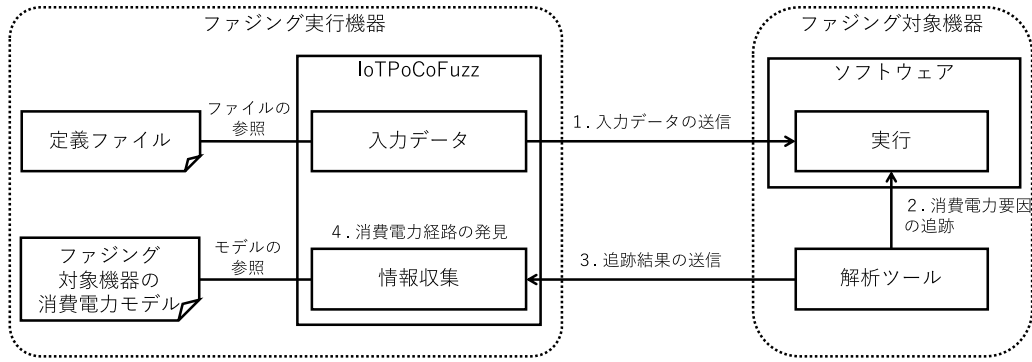 ファジング実行機器
ファジング対象機器
IoTPoCoFuzz
ソフトウェア
定義ファイル
ファイルの
参照
入力データ
1．入力データの送信
実行
2．消費電力要因
の追跡
4．消費電力経路の発見
ファジング
対象機器の
消費電力モデル
モデルの
参照
情報収集
3．追跡結果の送信
解析ツール